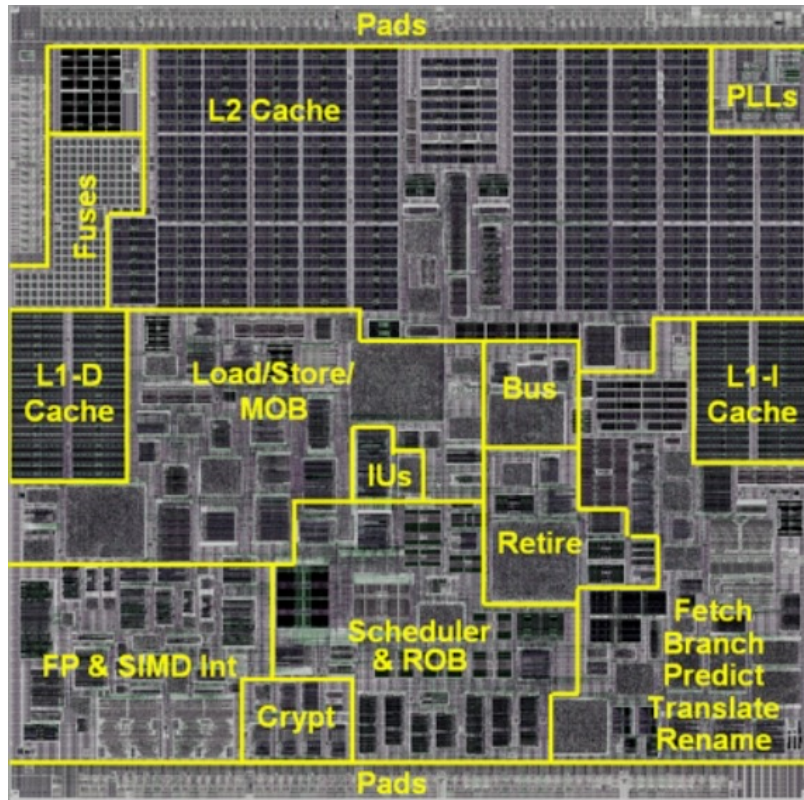 Pads
L2 Cache
PLLs
Fuses
L1-D
Cache
Load/Store/
MOB
Bus
L1-I
Cache
IUs
Retire
FP & SIMD Int
Scheduler
& ROB
Fetch
Branch
Predict
Translate
Rename
Crypt
Pads